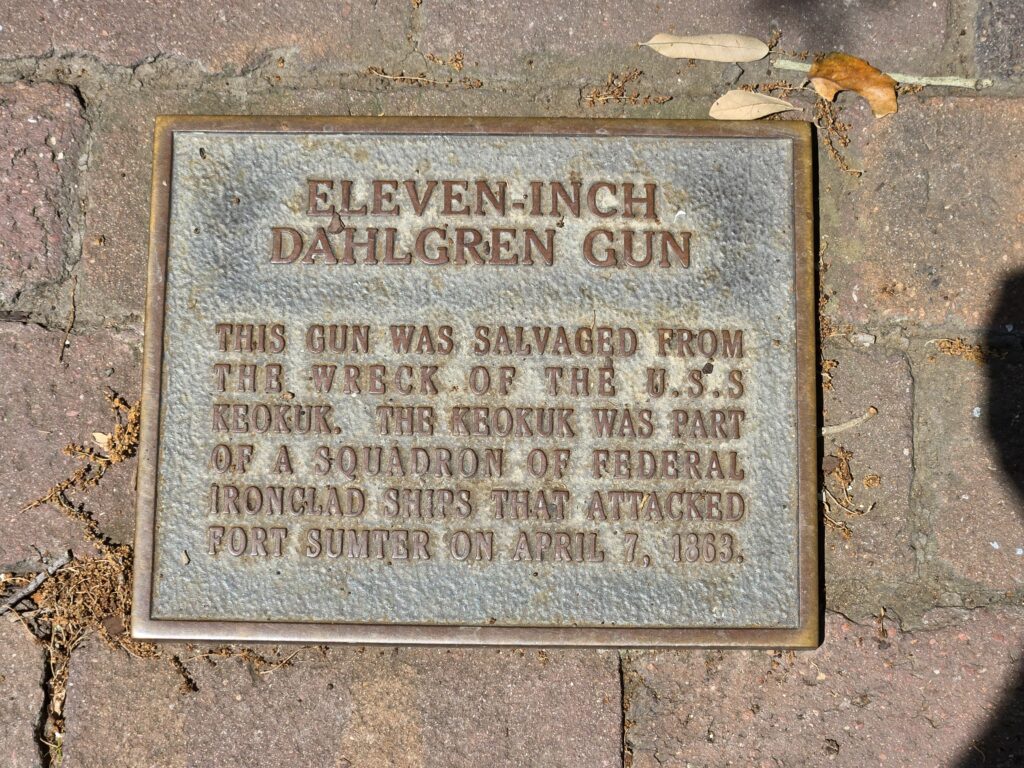 ELEVEN-INCH
DAHLGREN GUN
THIS GUN WAS SALVAGED FROM
THE WRECK OF THE U.S.S
KEOKUK. THE KEOKUK WAS PART
OF A SQUADRON OF FEDERAL
IRONCLAD SHIPS THAT ATTACKED
FORT SUMTER ON APRIL 7, 1863.